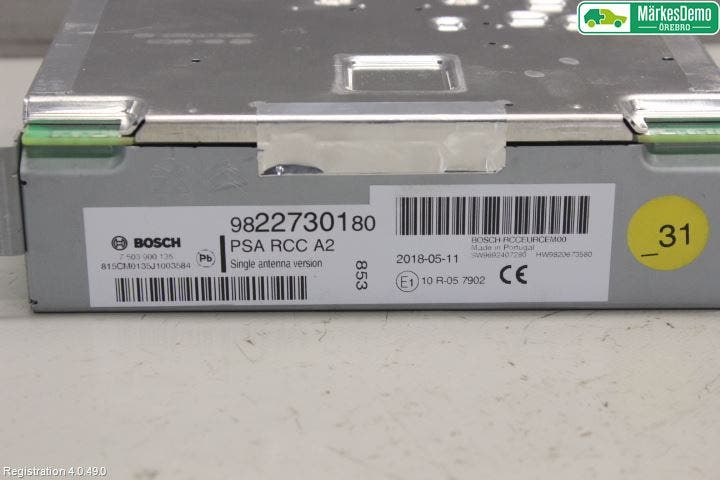 MärkesDemo
ÖREBRO
BOSCH
7 503 900 135
815CM0135J1003584
Pb
9822730180
PSA RCC A2
Single antenna version
853
BOSCH-RCCEURCEM00
Made in Portugal
2018-05-11
SW9692407280 HW9820673580
E1 10 R-05 7902 CE
_31
Registration 4.0.49.0